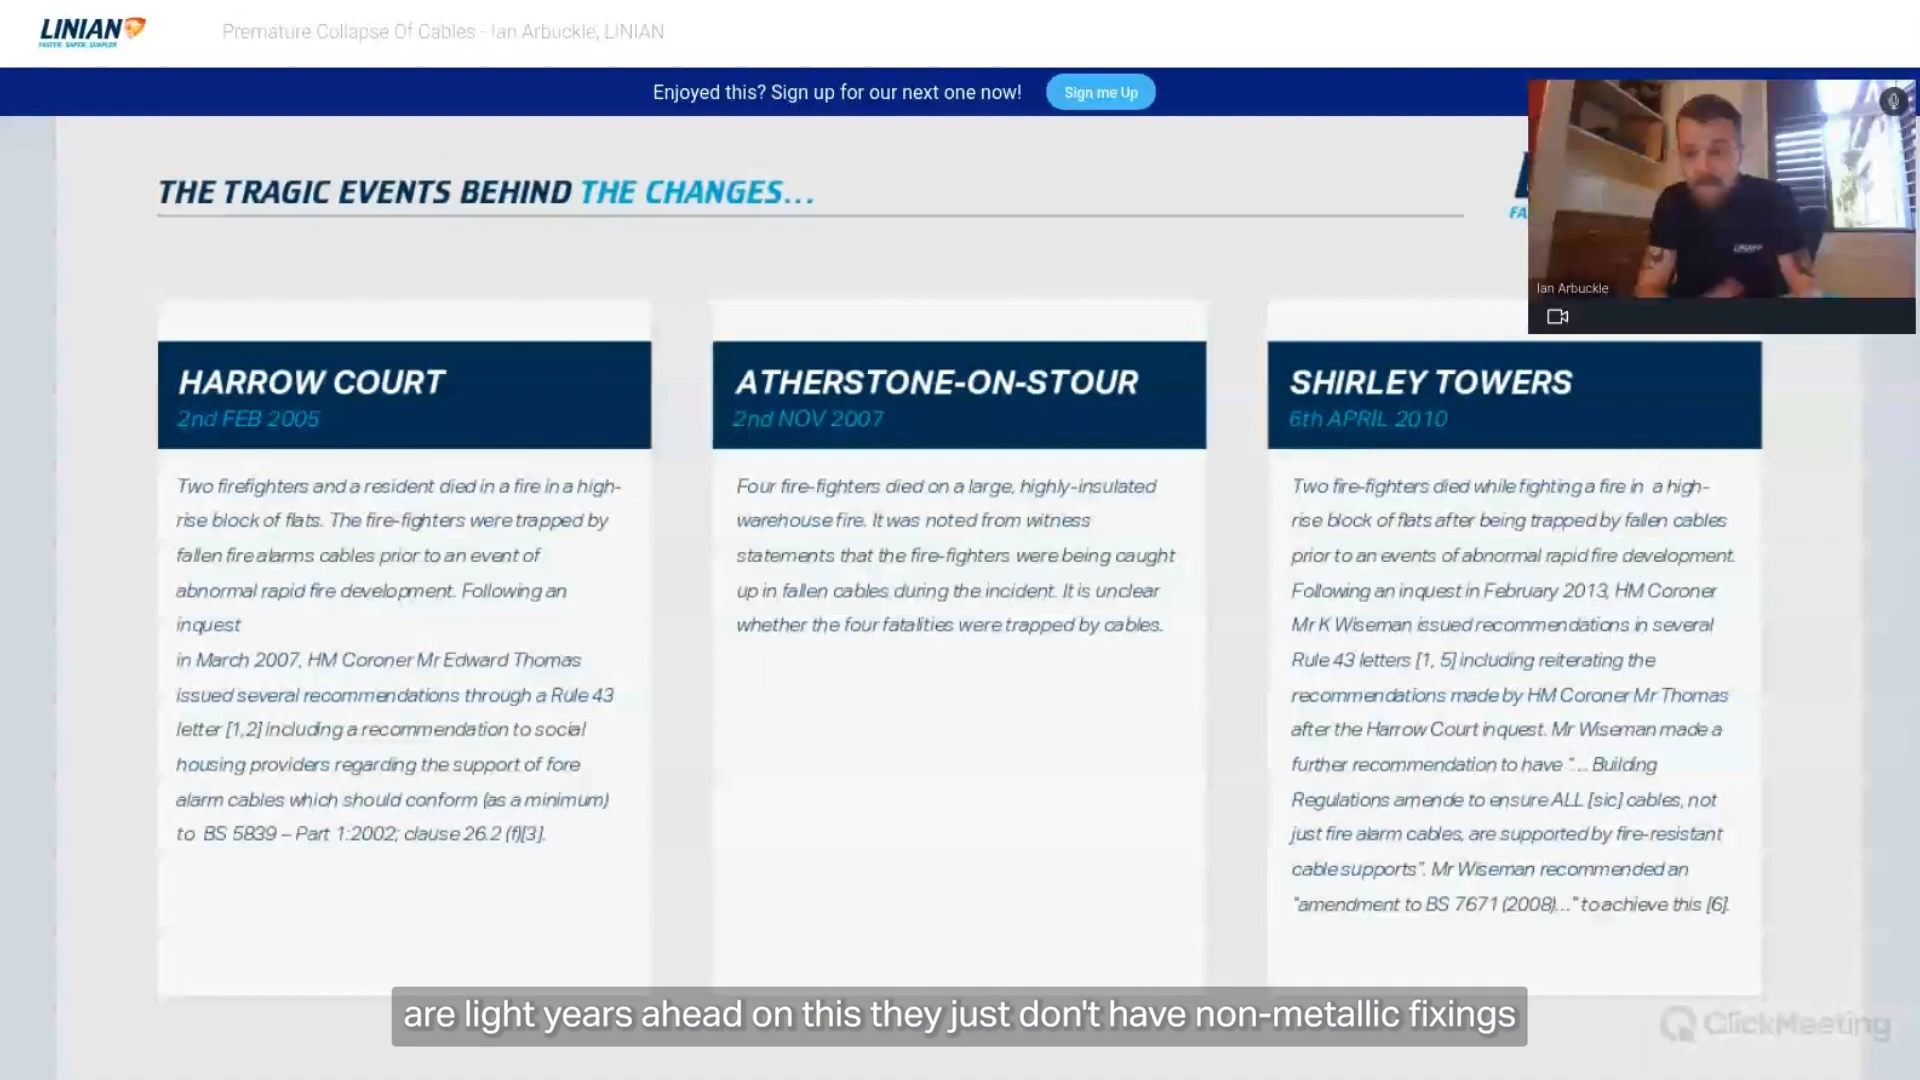 LINIAN
FASTER. SAFER. SIMPLER
Premature Collapse Of Cables - Ian Arbuckle, LINIAN
Enjoyed this? Sign up for our next one now!
Sign me Up
THE TRAGIC EVENTS BEHIND THE CHANGES...
FA
Ian Arbuckle
HARROW COURT
2nd FEB 2005
Two firefighters and a resident died in a fire in a high-
rise block of flats. The fire-fighters were trapped by
fallen fire alarms cables prior to an event of
abnormal rapid fire development. Following an
inquest
in March 2007, HM Coroner Mr Edward Thomas
issued several recommendations through a Rule 43
letter [1,2] including a recommendation to social
housing providers regarding the support of fore
alarm cables which should conform (as a minimum)
to BS 5839 – Part 1:2002; clause 26.2 (f)[3].
ATHERSTONE-ON-STOUR
2nd NOV 2007
Four fire-fighters died on a large, highly-insulated
warehouse fire. It was noted from witness
statements that the fire-fighters were being caught
up in fallen cables during the incident. It is unclear
whether the four fatalities were trapped by cables.
SHIRLEY TOWERS
6th APRIL 2010
Two fire-fighters died while fighting a fire in a high-
rise block of flats after being trapped by fallen cables
prior to an events of abnormal rapid fire development.
Following an inquest in February 2013, HM Coroner
Mr K Wiseman issued recommendations in several
Rule 43 letters [1, 5] including reiterating the
recommendations made by HM Coroner Mr Thomas
after the Harrow Court inquest. Mr Wiseman made a
further recommendation to have "... Building
Regulations amende to ensure ALL [sic] cables, not
just fire alarm cables, are supported by fire-resistant
cable supports". Mr Wiseman recommended an
"amendment to BS 7671 (2008)..." to achieve this [6].
are light years ahead on this they just don't have non-metallic fixings
ClickMeeting